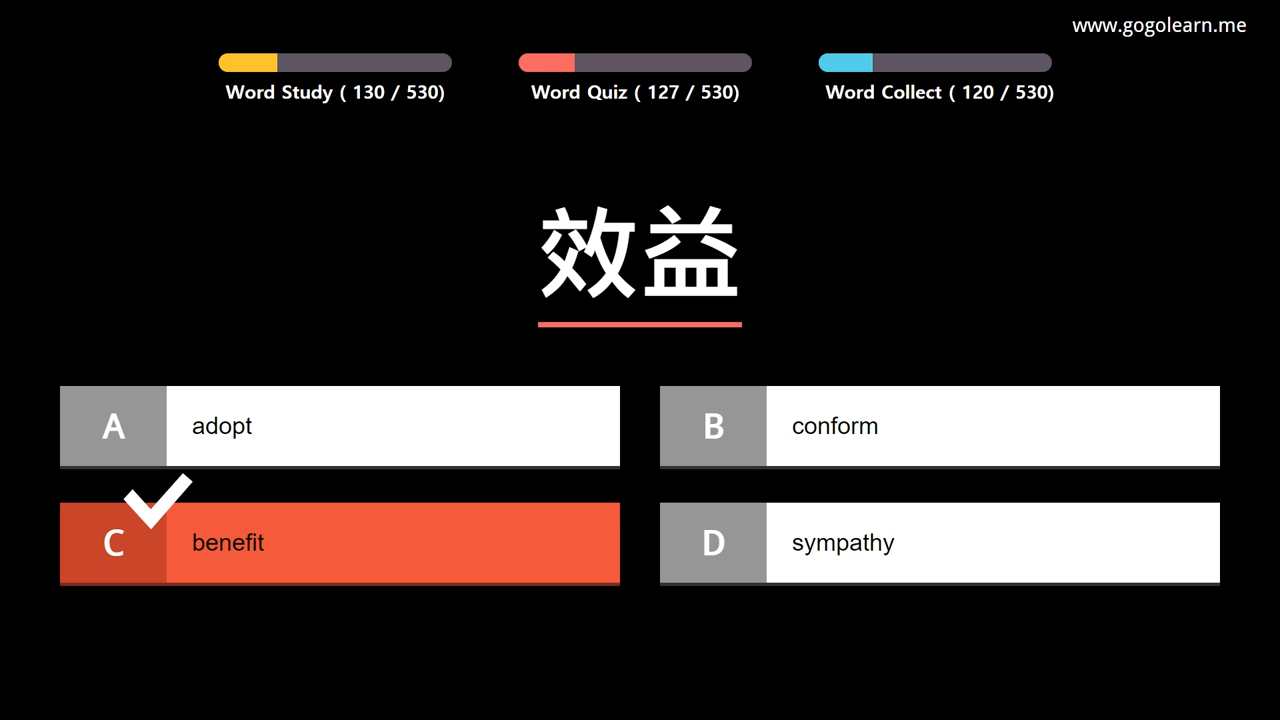 www.gogolearn.me
Word Study ( 130 / 530)
Word Quiz ( 127 / 530)
Word Collect ( 120 / 530)
效益
A adopt
B conform
C benefit
D sympathy